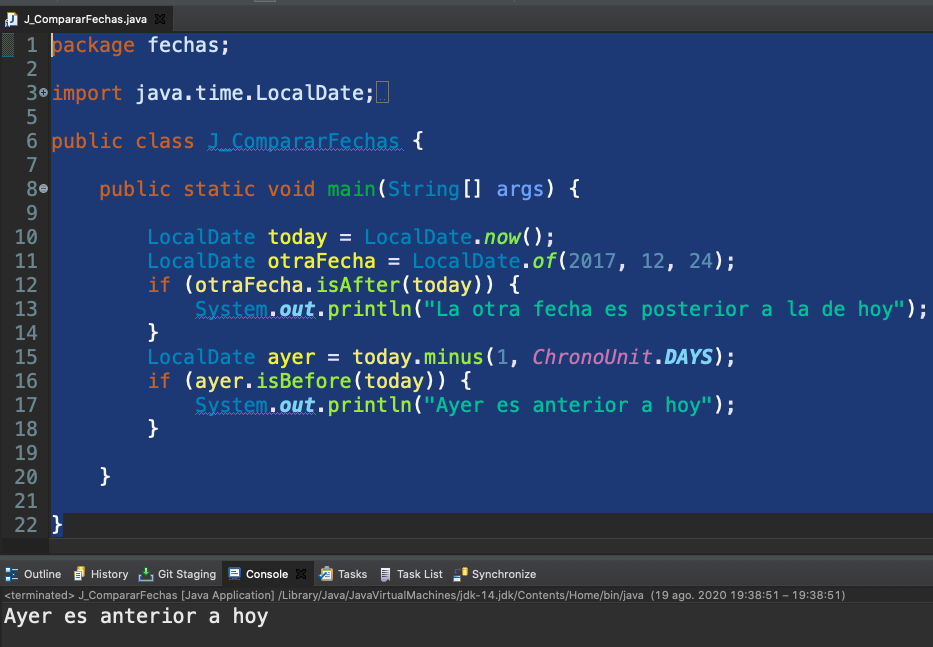 J_CompararFechas.java
1 package fechas;
2
3 import java.time.LocalDate;
5
6 public class J_CompararFechas {
7
8     public static void main(String[] args) {
9
10         LocalDate today = LocalDate.now();
11         LocalDate otraFecha = LocalDate.of(2017, 12, 24);
12         if (otraFecha.isAfter(today)) {
13             System.out.println("La otra fecha es posterior a la de hoy");
14         }
15         LocalDate ayer = today.minus(1, ChronoUnit.DAYS);
16         if (ayer.isBefore(today)) {
17             System.out.println("Ayer es anterior a hoy");
18         }
19
20     }
21
22 }
Outline History Git Staging Console Tasks Task List Synchronize
<terminated> J_CompararFechas [Java Application] /Library/Java/JavaVirtualMachines/jdk-14.jdk/Contents/Home/bin/java (19 ago. 2020 19:38:51 – 19:38:51)
Ayer es anterior a hoy